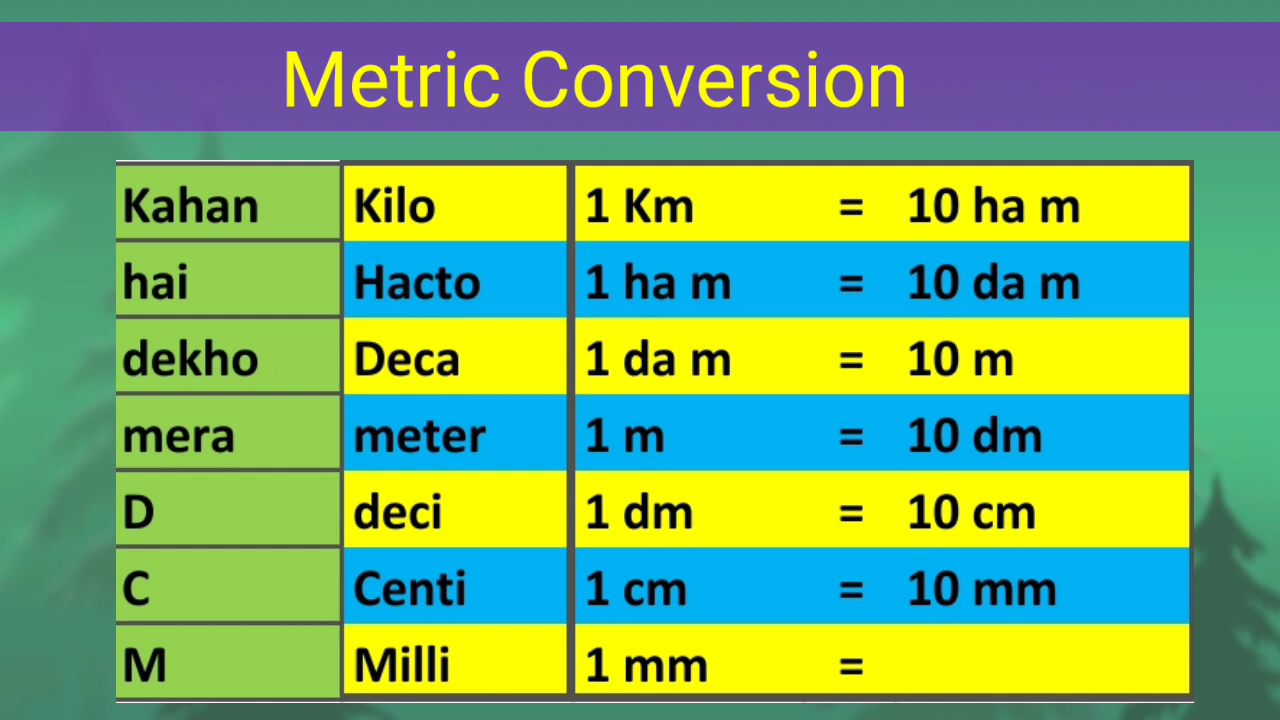 Metric Conversion
Kahan Kilo 1 Km = 10 ha m
hai Hacto 1 ha m = 10 da m
dekho Deca 1 da m = 10 m
mera meter 1 m = 10 dm
D deci 1 dm = 10 cm
C Centi 1 cm = 10 mm
M Milli 1 mm =